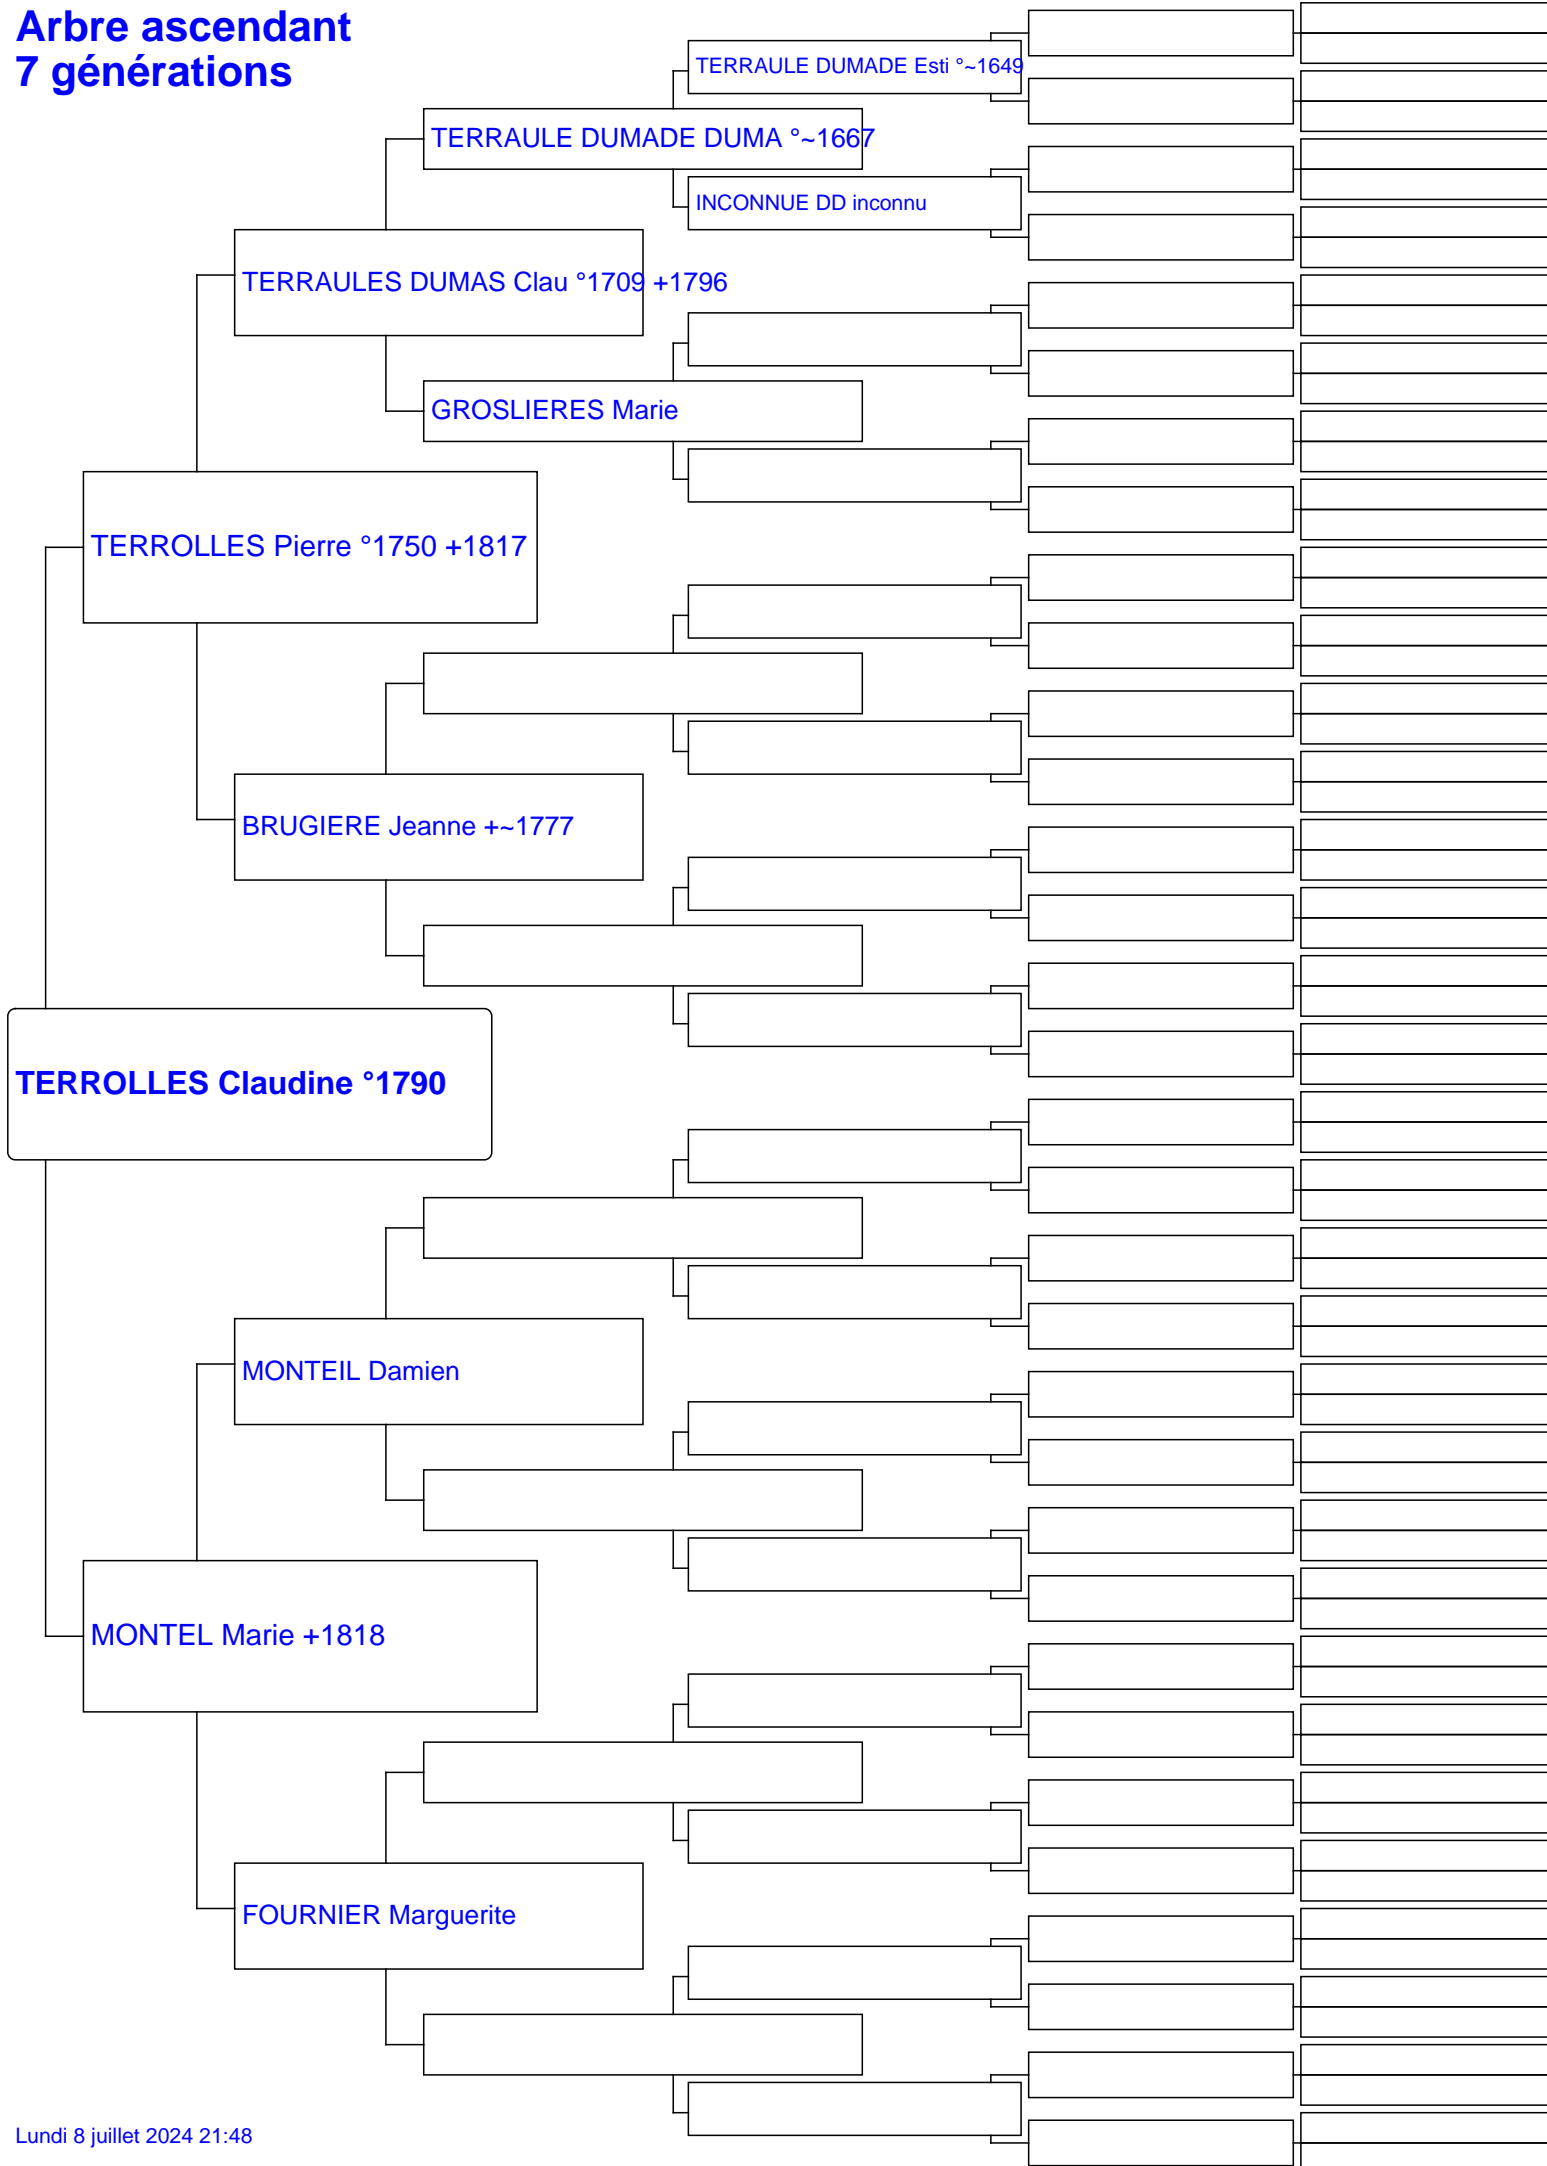 Arbre ascendant
7 générations
TERRAULE DUMADE Esti °~1649
TERRAULE DUMADE DUMA °~1667
INCONNUE DD inconnu
TERRAULES DUMAS Clau °1709 +1796
GROSLIERES Marie
TERROLLES Pierre °1750 +1817
BRUGIERE Jeanne +~1777
TERROLLES Claudine °1790
MONTEIL Damien
MONTEL Marie +1818
FOURNIER Marguerite
Lundi 8 juillet 2024 21:48